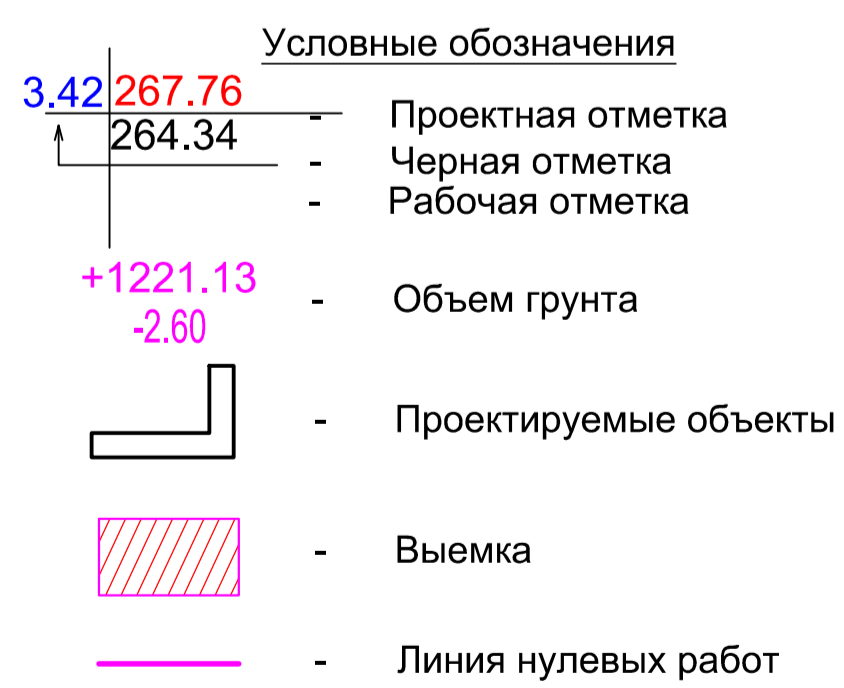 Условные обозначения
3.42 267.76
- Проектная отметка
264.34
- Черная отметка
- Рабочая отметка
+1221.13
- Объем грунта
-2.60
- Проектируемые объекты
- Выемка
- Линия нулевых работ